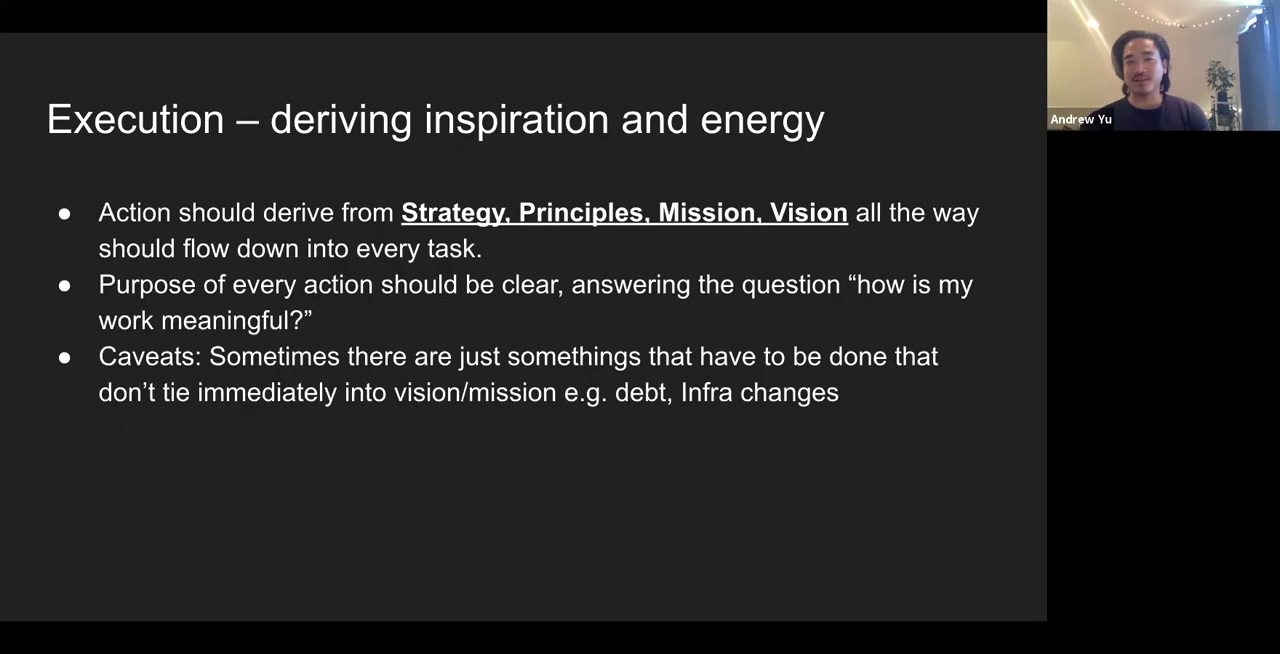 Execution – deriving inspiration and energy
● Action should derive from Strategy, Principles, Mission, Vision all the way
should flow down into every task.
● Purpose of every action should be clear, answering the question “how is my
work meaningful?”
● Caveats: Sometimes there are just somethings that have to be done that
don’t tie immediately into vision/mission e.g. debt, Infra changes
Andrew Yu